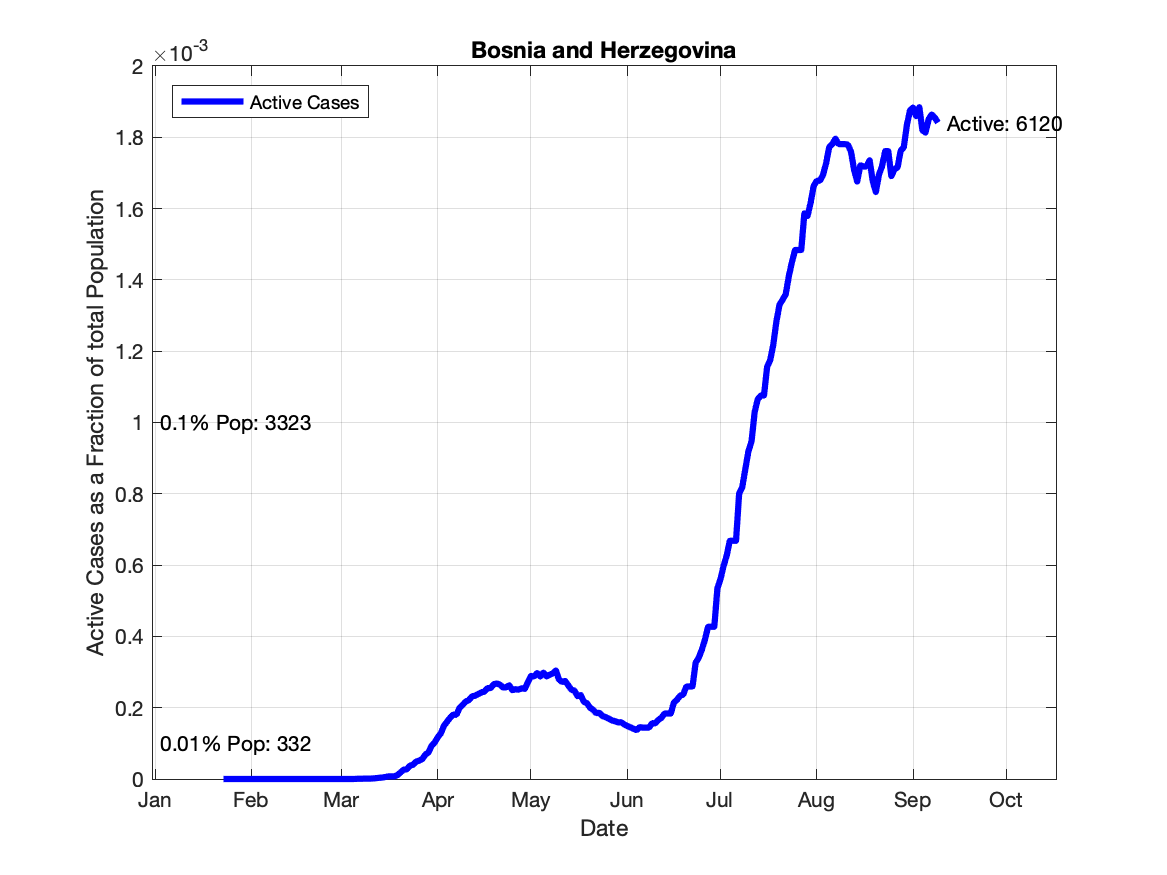 Bosnia and Herzegovina
×10-3
2
1.8
1.6
1.4
1.2
1
0.8
0.6
0.4
0.2
0
Active Cases as a Fraction of total Population
Active Cases
Active: 6120
0.1% Pop: 3323
0.01% Pop: 332
Jan Feb Mar Apr May Jun Jul Aug Sep Oct
Date